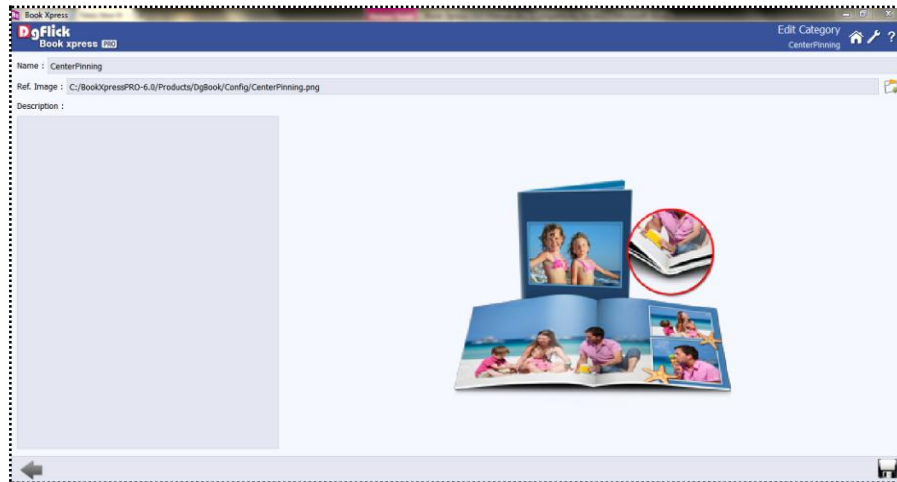 Book Xpress
DgFlick
Book xpress PRO
Edit Category
CenterPinning
?
Name : CenterPinning
Ref. Image : C:/BookXpressPRO-6.0/Products/DgBook/Config/CenterPinning.png
Description :